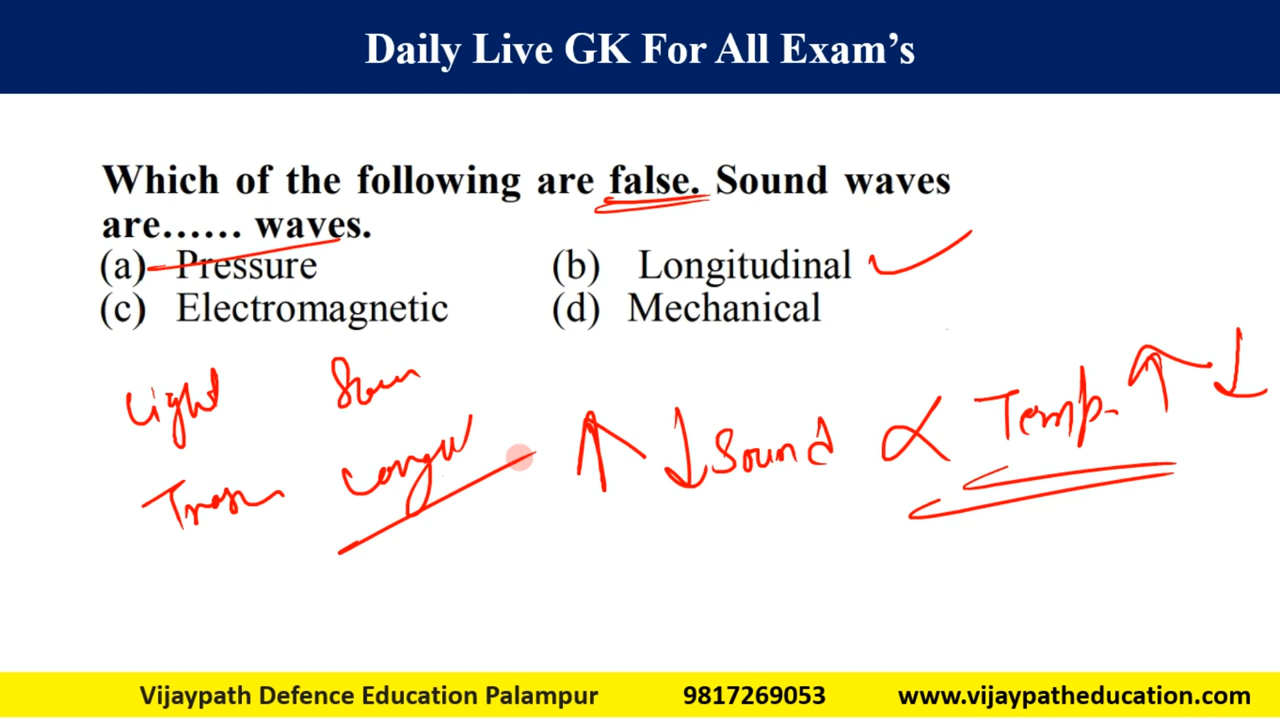 Daily Live GK For All Exam's
Which of the following are false. Sound waves
are…… waves.
(a) Pressure (b) Longitudinal
(c) Electromagnetic (d) Mechanical
Light
↑ ↓ Sound ∝ Temp. ↑ ↓
Vijaypath Defence Education Palampur 9817269053 www.vijaypatheducation.com